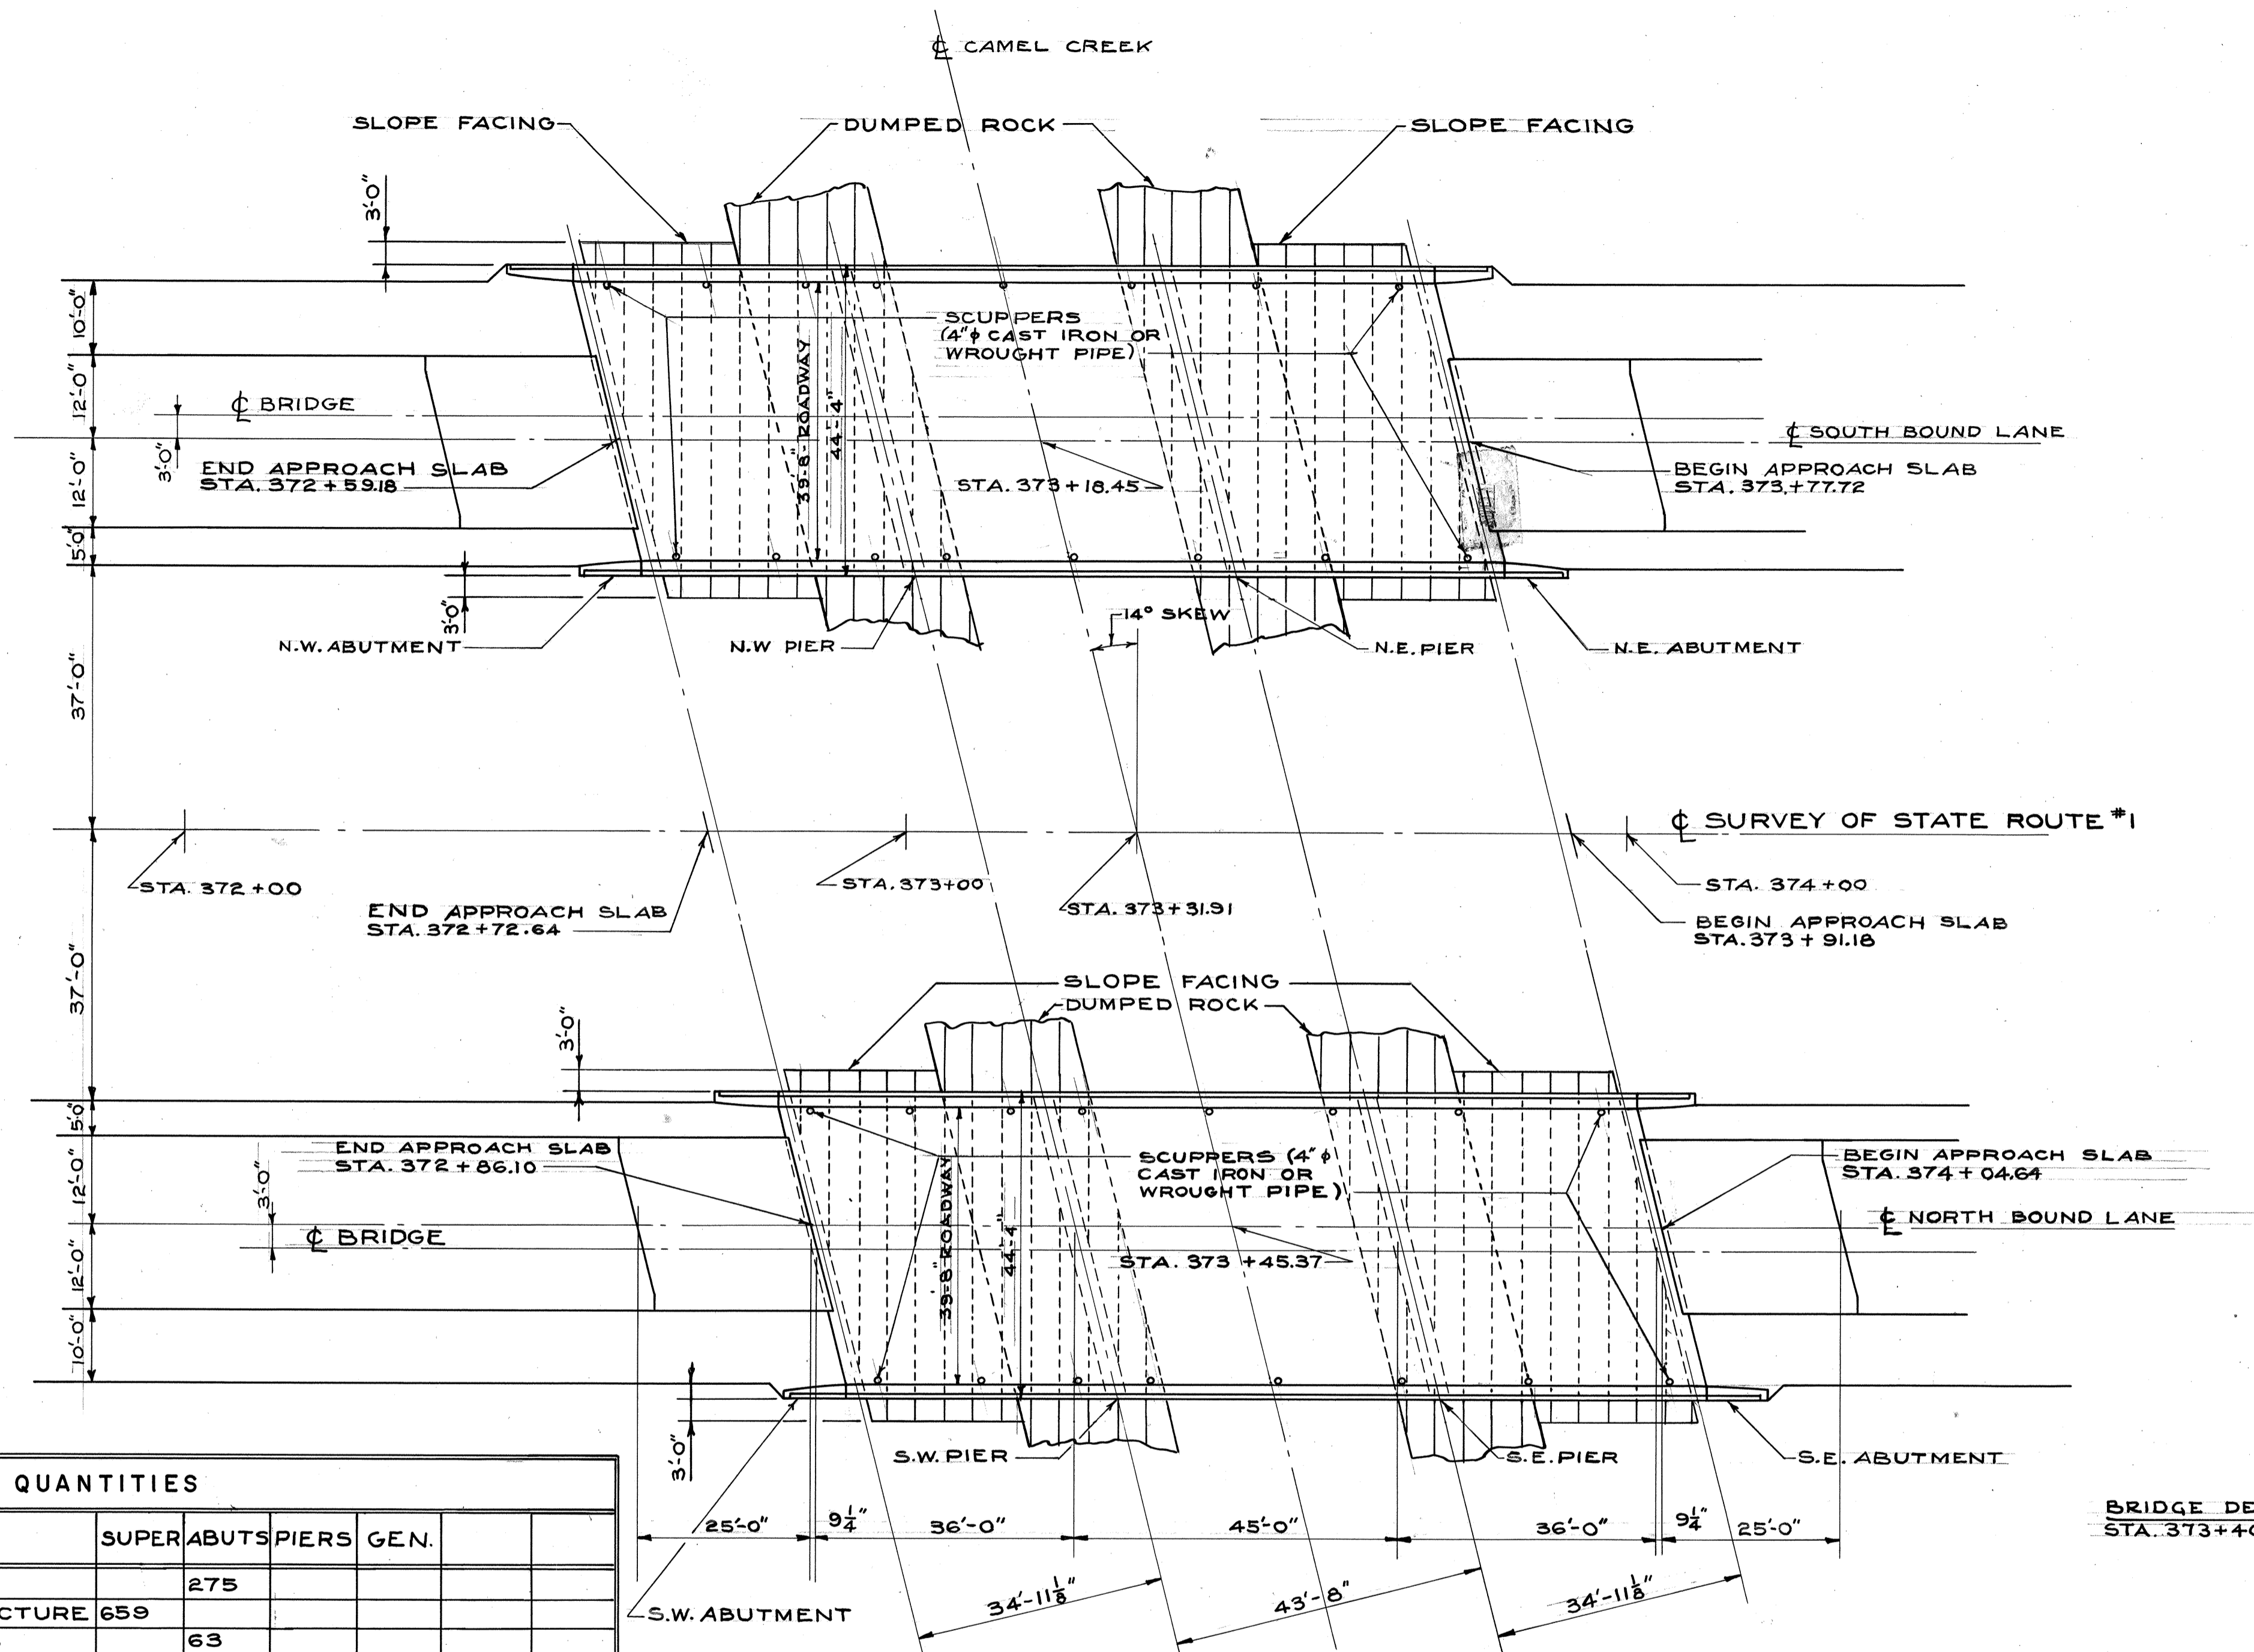 ℄ CAMEL CREEK
SLOPE FACING
DUMPED ROCK
SLOPE FACING
3'-0"
10'-0"
12'-0"
12'-0"
5'-0"
3'-0"
SCUPPERS
(4"ϕ CAST IRON OR
WROUGHT PIPE)
39'-8" ROADWAY
44'-4"
℄ BRIDGE
℄ SOUTH BOUND LANE
END APPROACH SLAB
STA. 372 + 59.18
STA. 373 + 18.45
BEGIN APPROACH SLAB
STA. 373.+77.72
3'-0"
14° SKEW
N.W. ABUTMENT
N.W PIER
N.E. PIER
N.E. ABUTMENT
37'-0"
℄ SURVEY OF STATE ROUTE #1
STA. 372 + 00
STA. 373+00
STA. 374 + 00
END APPROACH SLAB
STA. 372 + 72.64
STA. 373 + 31.91
BEGIN APPROACH SLAB
STA. 373 + 91.18
37'-0"
SLOPE FACING
DUMPED ROCK
3'-0"
5'-0"
12'-0"
12'-0"
10'-0"
END APPROACH SLAB
STA. 372 + 86.10
3'-0"
SCUPPERS (4"ϕ
CAST IRON OR
WROUGHT PIPE)
39'-8" ROADWAY
44'-4"
BEGIN APPROACH SLAB
STA. 374 + 04.64
℄ NORTH BOUND LANE
℄ BRIDGE
STA. 373 + 45.37
3'-0"
S.W. PIER
S.E. PIER
S.E. ABUTMENT
25'-0"
9¼"
36'-0"
45'-0"
36'-0"
9¼"
25'-0"
34'-11⅛"
43'-8"
34'-11⅛"
S.W. ABUTMENT
BRIDGE DE
STA. 373+40
QUANTITIES
SUPER ABUTS PIERS GEN.
275
CTURE 659
63